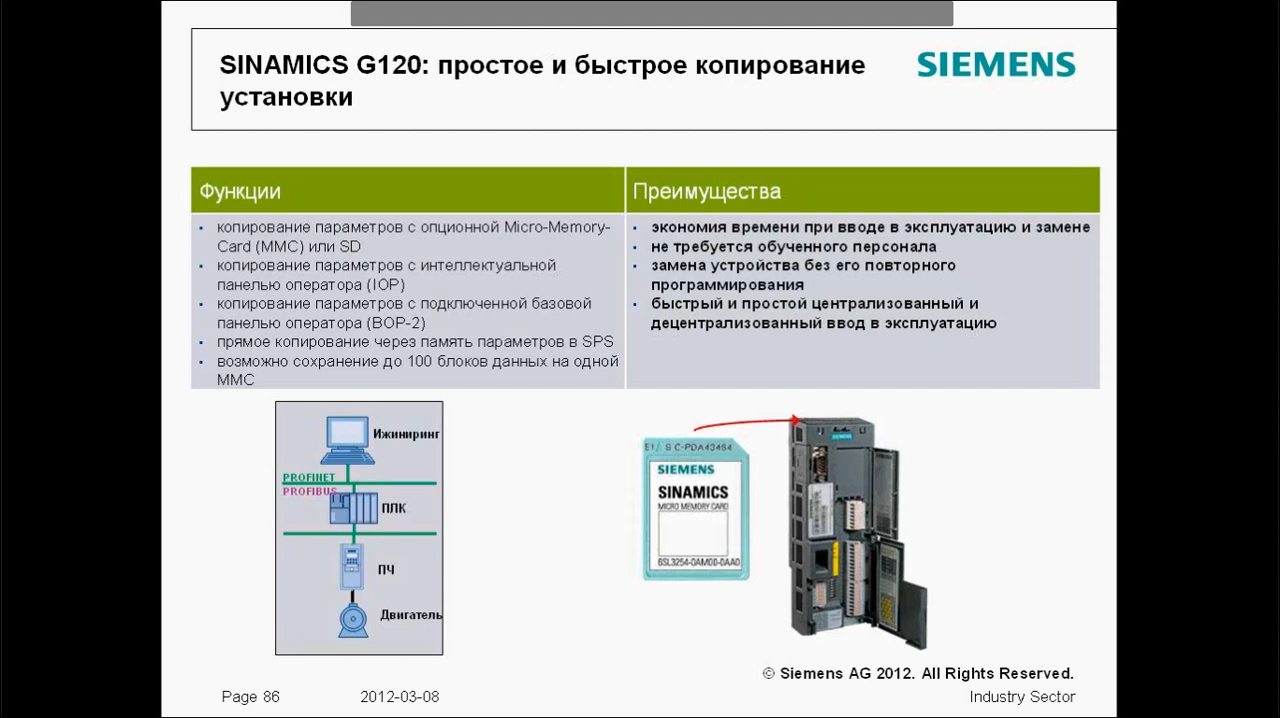 SINAMICS G120: простое и быстрое копирование
установки
SIEMENS
Функции
копирование параметров с опционной Micro-Memory-
Card (MMC) или SD
копирование параметров с интеллектуальной
панелью оператора (IOP)
копирование параметров с подключенной базовой
панелью оператора (BOP-2)
прямое копирование через память параметров в SPS
возможно сохранение до 100 блоков данных на одной
MMC
Преимущества
экономия времени при вводе в эксплуатацию и замене
не требуется обученного персонала
замена устройства без его повторного
программирования
быстрый и простой централизованный и
децентрализованный ввод в эксплуатацию
Ижиниринг
PROFINET
PROFIBUS
ПЛК
ПЧ
Двигатель
C-PDA43454
SIEMENS
SINAMICS
MICRO MEMORY CARD
6SL3254-0AM00-0AA0
SIEMENS
© Siemens AG 2012. All Rights Reserved.
Page 86
2012-03-08
Industry Sector